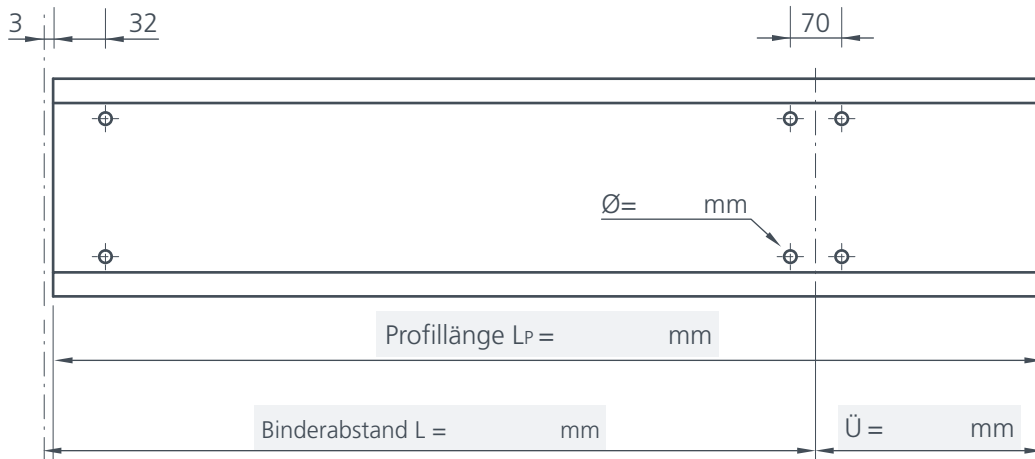 3 32 70
Ø= mm
Profillänge LP = mm
Binderabstand L = mm Ü = mm